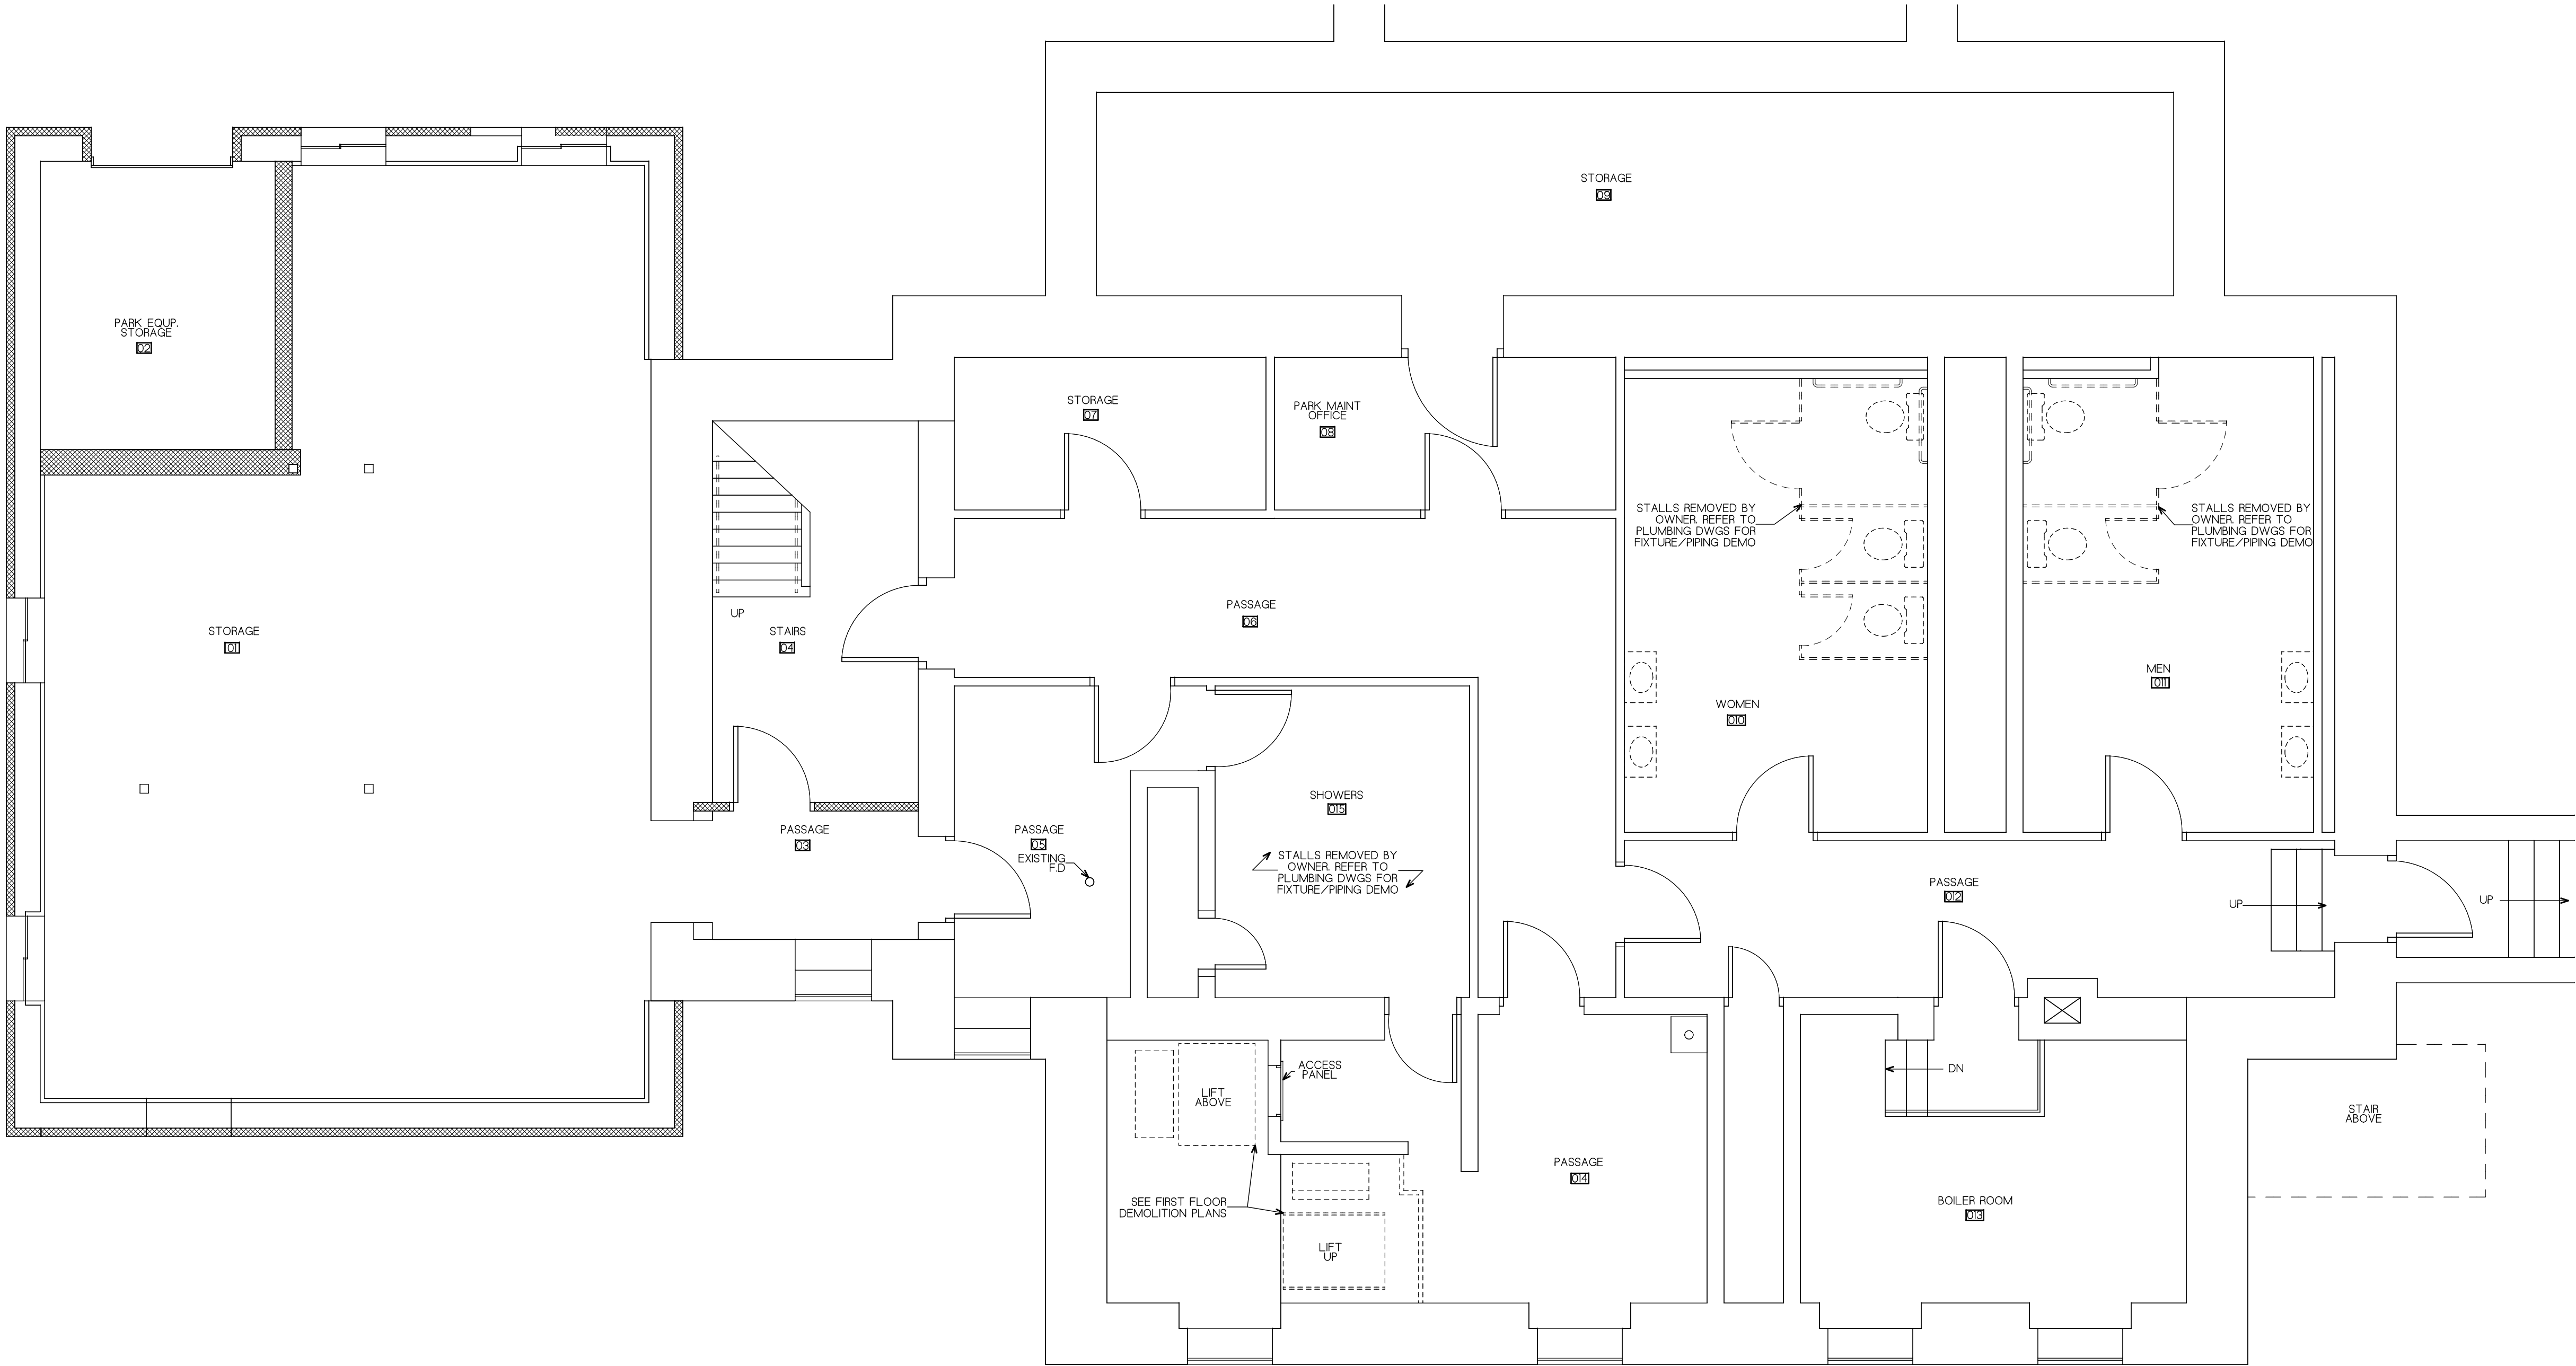 STORAGE
09
PARK EQUP.
STORAGE
02
STORAGE
07
PARK MAINT
OFFICE
08
STALLS REMOVED BY
OWNER. REFER TO
PLUMBING DWGS FOR
FIXTURE/PIPING DEMO
STALLS REMOVED BY
OWNER. REFER TO
PLUMBING DWGS FOR
FIXTURE/PIPING DEMO
STORAGE
01
UP
STAIRS
04
PASSAGE
06
WOMEN
010
MEN
011
PASSAGE
03
PASSAGE
05
EXISTING
F.D
SHOWERS
015
STALLS REMOVED BY
OWNER. REFER TO
PLUMBING DWGS FOR
FIXTURE/PIPING DEMO
PASSAGE
012
UP
UP
ACCESS
PANEL
LIFT
ABOVE
DN
STAIR
ABOVE
SEE FIRST FLOOR
DEMOLITION PLANS
PASSAGE
014
LIFT
UP
BOILER ROOM
013